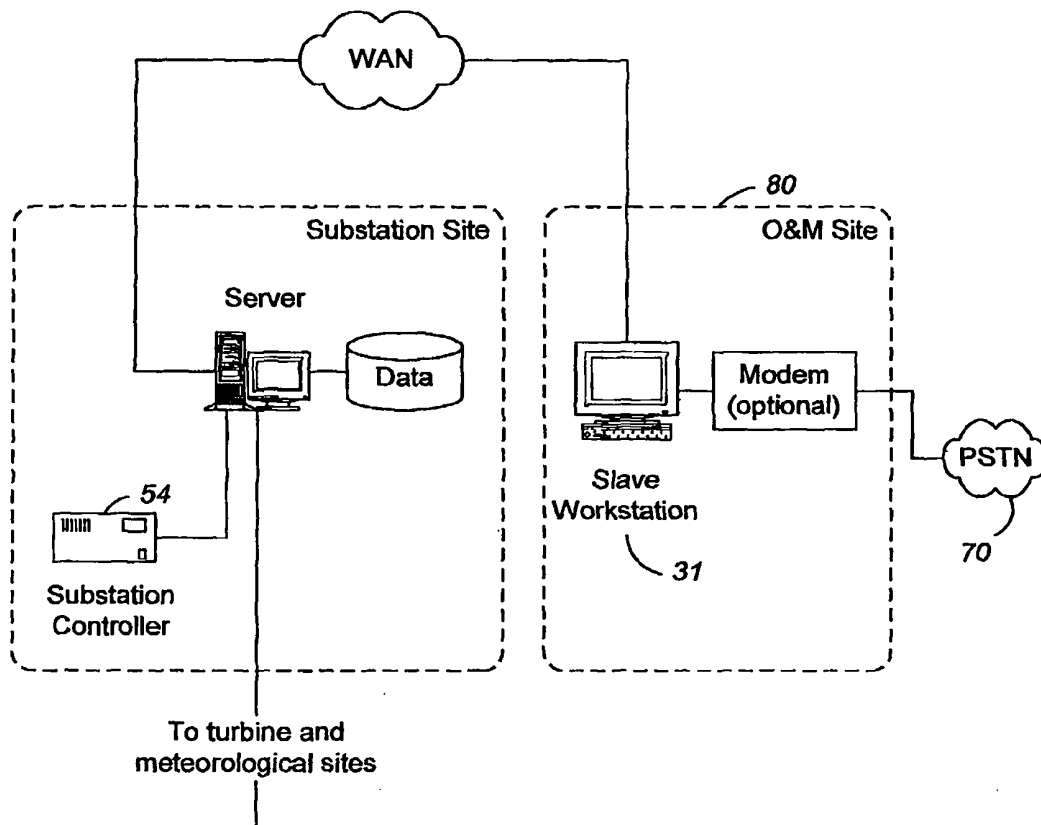 WAN
80
Substation Site
O&M Site
Server
Data
Modem
(optional)
PSTN
70
Slave
Workstation
31
54
Substation
Controller
To turbine and
meteorological sites